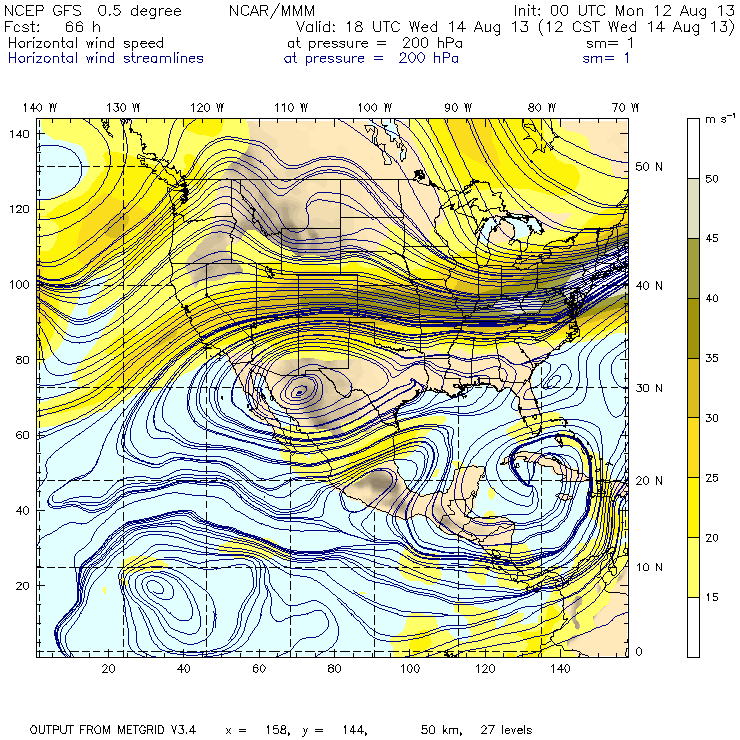 NCEP GFS 0.5 degree NCAR/MMM Init: 00 UTC Mon 12 Aug 13
Fcst: 66 h Valid: 18 UTC Wed 14 Aug 13 (12 CST Wed 14 Aug 13)
Horizontal wind speed at pressure = 200 hPa sm= 1
Horizontal wind streamlines at pressure = 200 hPa sm= 1
140 W 130 W 120 W 110 W 100 W 90 W 80 W 70 W
m s⁻¹
140
50 N
50
120
45
100 40 N 40
35
80
30 N
30
60
20 N 25
40
20
10 N
20
15
0
20 40 60 80 100 120 140
OUTPUT FROM METGRID V3.4 x = 158, y = 144, 50 km, 27 levels